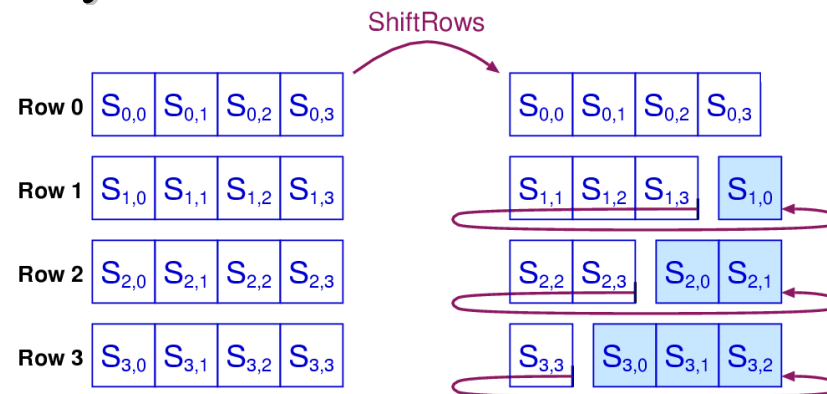 ShiftRows
Row 0 S0,0 S0,1 S0,2 S0,3 S0,0 S0,1 S0,2 S0,3
Row 1 S1,0 S1,1 S1,2 S1,3 S1,1 S1,2 S1,3 S1,0
Row 2 S2,0 S2,1 S2,2 S2,3 S2,2 S2,3 S2,0 S2,1
Row 3 S3,0 S3,1 S3,2 S3,3 S3,3 S3,0 S3,1 S3,2